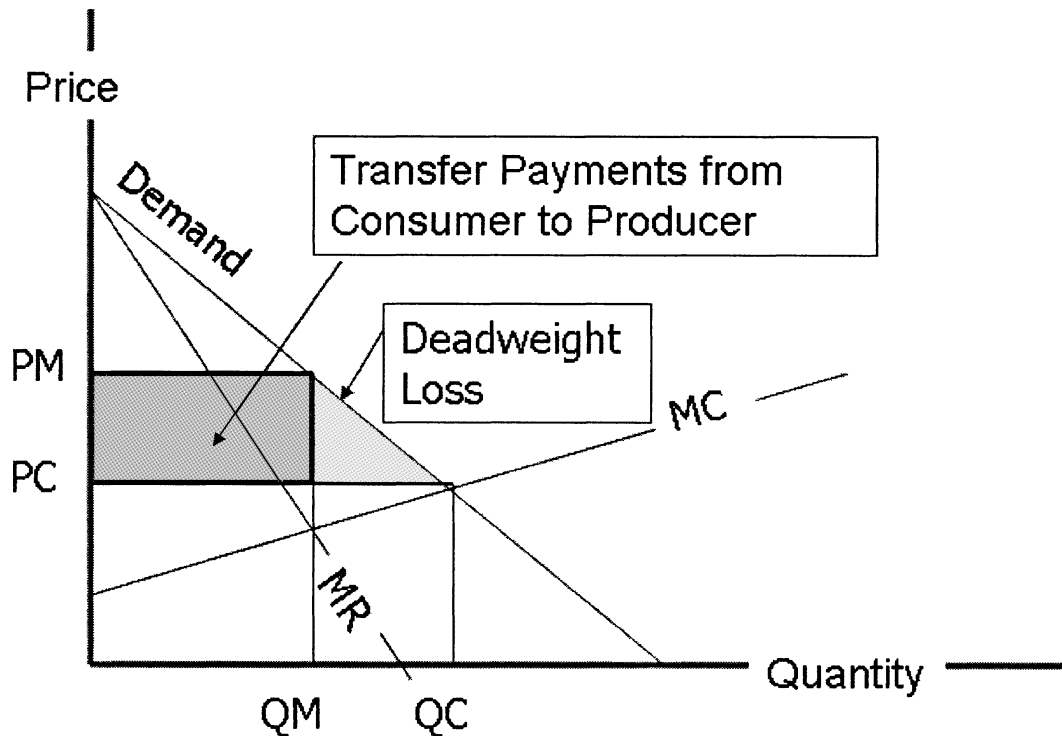 Price
Demand
Transfer Payments from
Consumer to Producer
Deadweight
Loss
PM
MC
PC
MR
Quantity
QM
QC